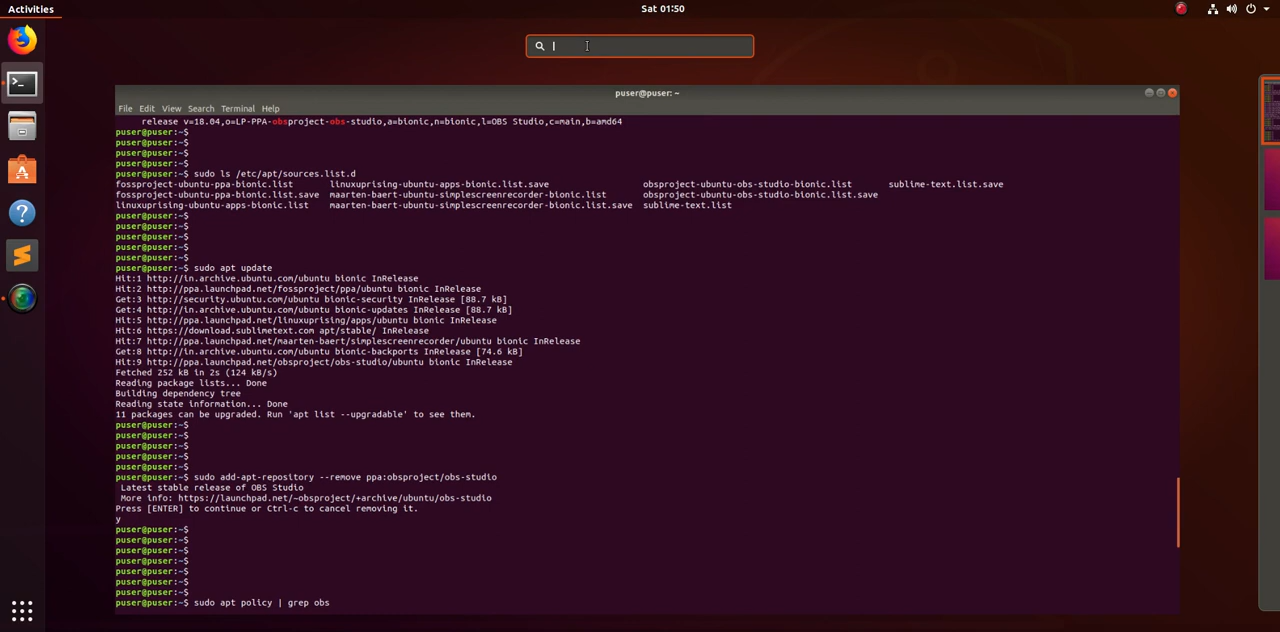 Activities
Sat 01:50
puser@puser: ~
File Edit View Search Terminal Help
release v=18.04,o=LP-PPA-obsproject-obs-studio,a=bionic,n=bionic,l=OBS Studio,c=main,b=amd64
puser@puser:~$
puser@puser:~$
puser@puser:~$
puser@puser:~$
puser@puser:~$ sudo ls /etc/apt/sources.list.d
fossproject-ubuntu-ppa-bionic.list linuxuprising-ubuntu-apps-bionic.list.save obsproject-ubuntu-obs-studio-bionic.list sublime-text.list.save
fossproject-ubuntu-ppa-bionic.list.save maarten-baert-ubuntu-simplescreenrecorder-bionic.list obsproject-ubuntu-obs-studio-bionic.list.save
linuxuprising-ubuntu-apps-bionic.list maarten-baert-ubuntu-simplescreenrecorder-bionic.list.save sublime-text.list
puser@puser:~$
puser@puser:~$
puser@puser:~$
puser@puser:~$
puser@puser:~$
puser@puser:~$ sudo apt update
Hit:1 http://in.archive.ubuntu.com/ubuntu bionic InRelease
Hit:2 http://ppa.launchpad.net/fossproject/ppa/ubuntu bionic InRelease
Get:3 http://security.ubuntu.com/ubuntu bionic-security InRelease [88.7 kB]
Get:4 http://in.archive.ubuntu.com/ubuntu bionic-updates InRelease [88.7 kB]
Hit:5 http://ppa.launchpad.net/linuxuprising/apps/ubuntu bionic InRelease
Hit:6 https://download.sublimetext.com apt/stable/ InRelease
Hit:7 http://ppa.launchpad.net/maarten-baert/simplescreenrecorder/ubuntu bionic InRelease
Get:8 http://in.archive.ubuntu.com/ubuntu bionic-backports InRelease [74.6 kB]
Hit:9 http://ppa.launchpad.net/obsproject/obs-studio/ubuntu bionic InRelease
Fetched 252 kB in 2s (124 kB/s)
Reading package lists... Done
Building dependency tree
Reading state information... Done
11 packages can be upgraded. Run 'apt list --upgradable' to see them.
puser@puser:~$
puser@puser:~$
puser@puser:~$
puser@puser:~$
puser@puser:~$
puser@puser:~$ sudo add-apt-repository --remove ppa:obsproject/obs-studio
Latest stable release of OBS Studio
More info: https://launchpad.net/~obsproject/+archive/ubuntu/obs-studio
Press [ENTER] to continue or Ctrl-c to cancel removing it.
y
puser@puser:~$
puser@puser:~$
puser@puser:~$
puser@puser:~$
puser@puser:~$
puser@puser:~$
puser@puser:~$
puser@puser:~$ sudo apt policy | grep obs